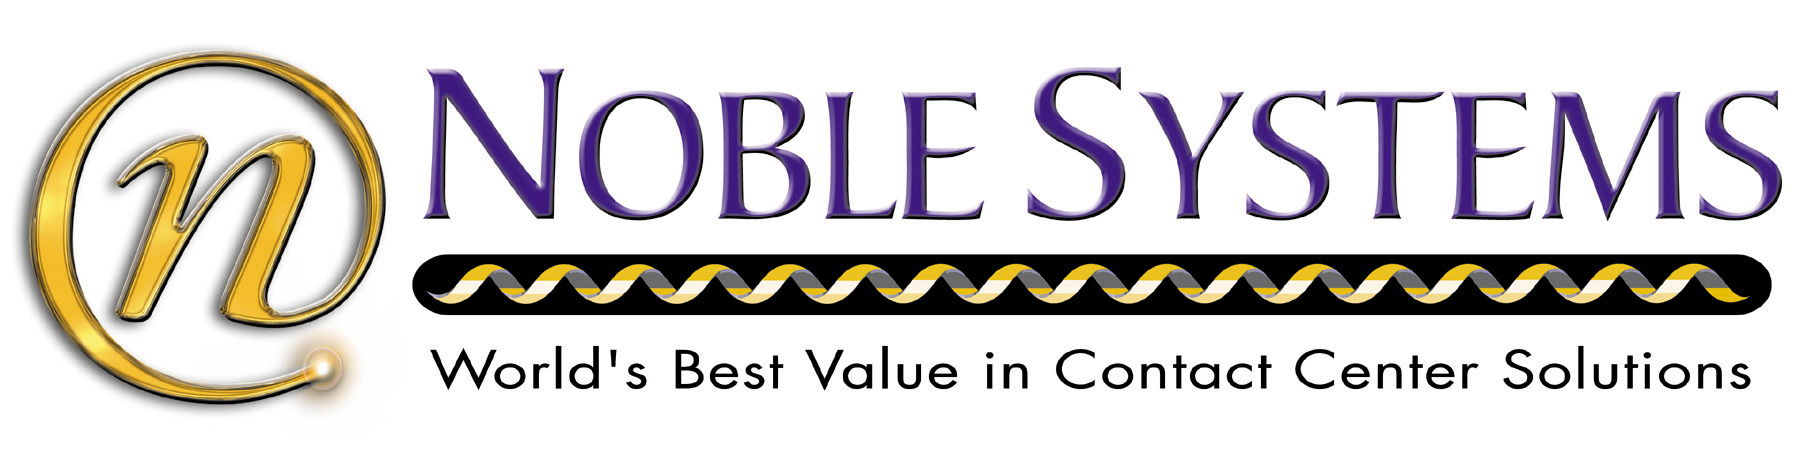 n
NOBLE SYSTEMS
World's Best Value in Contact Center Solutions